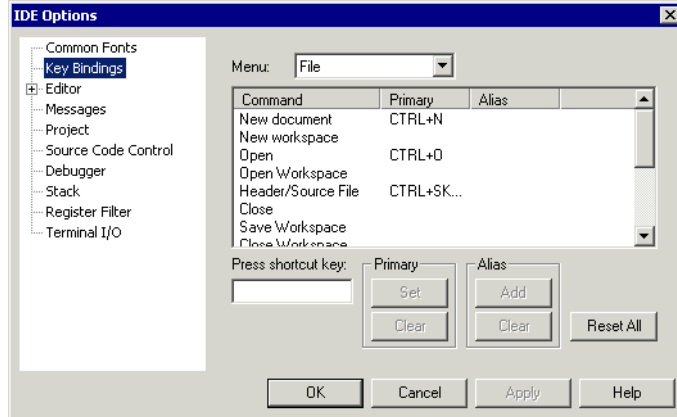 IDE Options
Common Fonts
Key Bindings
Editor
Messages
Project
Source Code Control
Debugger
Stack
Register Filter
Terminal I/O
Menu: File
Command Primary Alias
New document CTRL+N
New workspace
Open CTRL+O
Open Workspace
Header/Source File CTRL+SK...
Close
Save Workspace
Close Workspace
Press shortcut key: Primary Alias
Set Add
Clear Clear Reset All
OK Cancel Apply Help